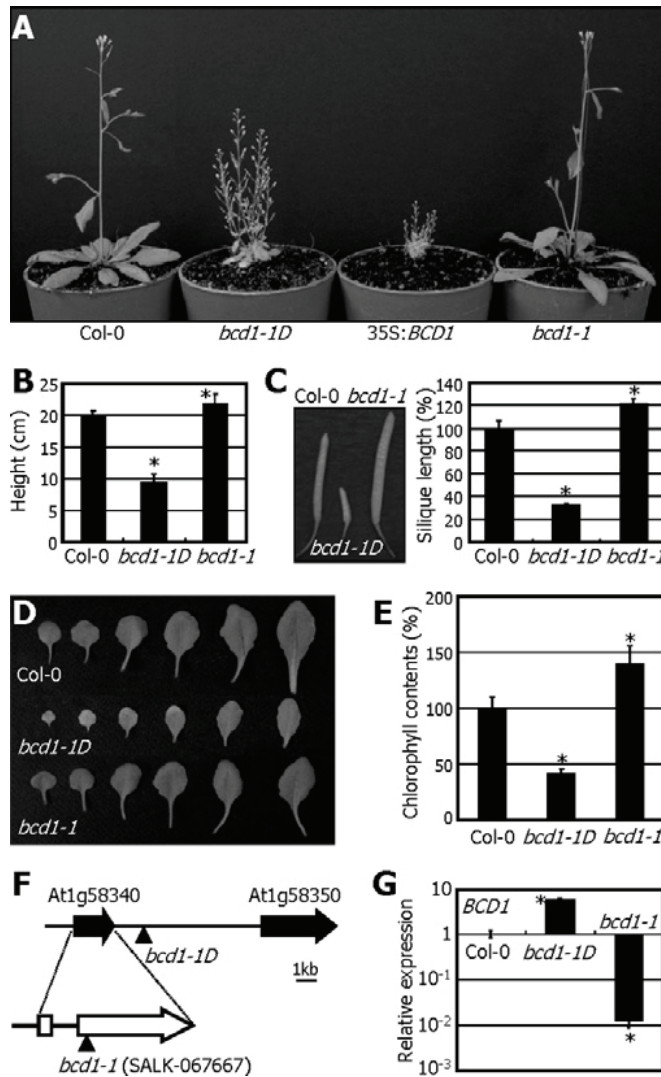 A
Col-0 bcd1-1D 35S:BCD1 bcd1-1
B
Height (cm)
25
20
15
10
5
0
*
*
Col-0 bcd1-1D bcd1-1
C
Col-0 bcd1-1
bcd1-1D
Silique length (%)
140
120
100
80
60
40
20
*
*
Col-0 bcd1-1D bcd1-1
D
Col-0
bcd1-1D
bcd1-1
E
Chlorophyll contents (%)
200
150
100
50
0
*
*
Col-0 bcd1-1D bcd1-1
F
At1g58340 At1g58350
bcd1-1D
1kb
bcd1-1 (SALK-067667)
G
Relative expression
10
1
10-1
10-2
10-3
BCD1
*
bcd1-1
Col-0 bcd1-1D
*